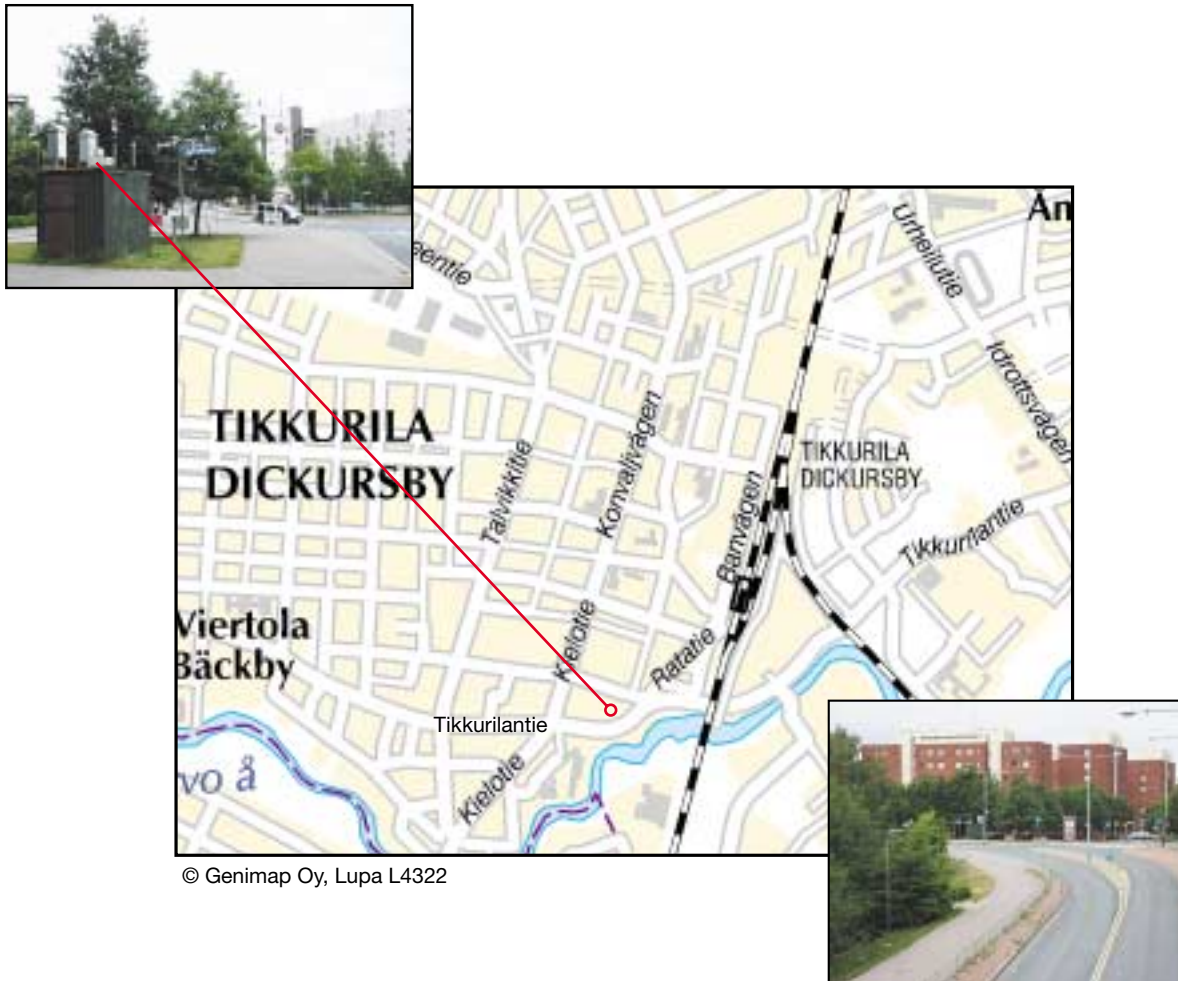 eentie
Urheilutie
An
Idrottsvägen
TIKKURILA
DICKURSBY
Talvikkitie
Konvaljvägen
Banvägen
TIKKURILA
DICKURSBY
Tikkurilantie
Viertola
Bäckby
Kielotie
Ratatie
Tikkurilantie
Kielotie
vo å
© Genimap Oy, Lupa L4322